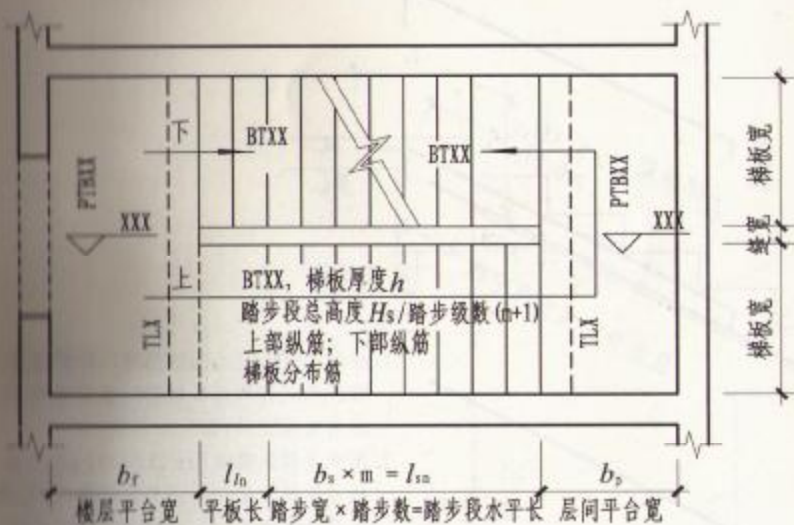 下
BTXX
BTXX
PTBXX
PTBXX
XXX
XXX
上
BTXX, 梯板厚度h
踏步段总高度Hs/踏步级数(m+1)
上部纵筋; 下部纵筋
梯板分布筋
TLX
TLX
梯板宽
缝宽
梯板宽
bf
lln
bs × m = lsn
bp
楼层平台宽
平板长
踏步宽×踏步数=踏步段水平长
层间平台宽